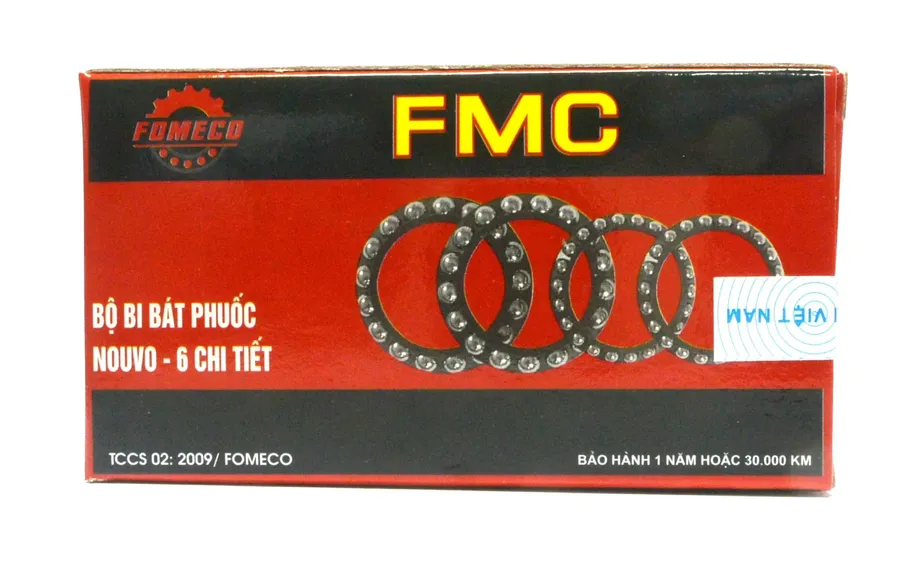 FOMECO
FMC
BỘ BI BÁT PHUỐC
NOUVO - 6 CHI TIẾT
VIỆT NAM
TCCS 02: 2009/ FOMECO
BẢO HÀNH 1 NĂM HOẶC 30.000 KM